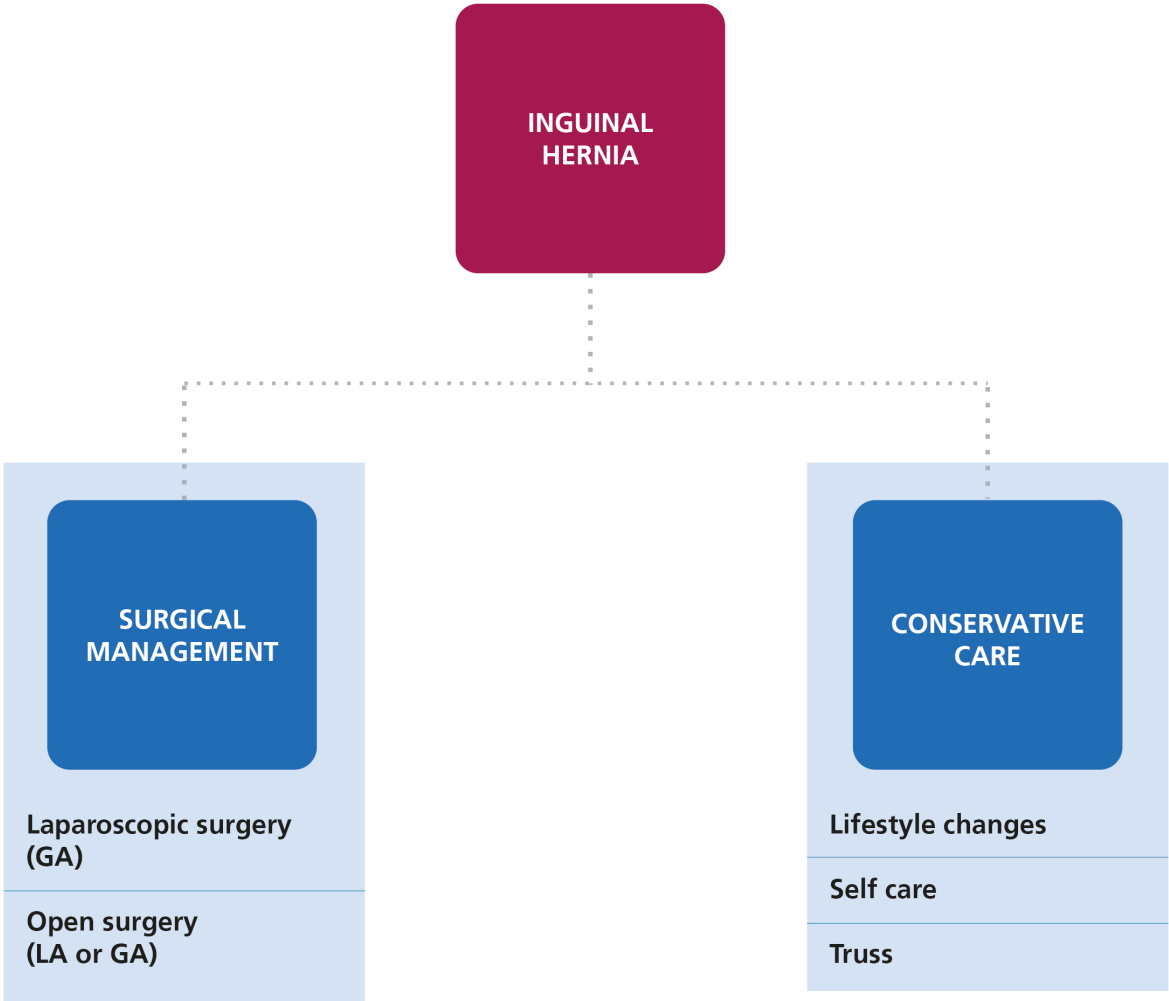 INGUINAL
HERNIA
SURGICAL
MANAGEMENT
Laparoscopic surgery
(GA)
Open surgery
(LA or GA)
CONSERVATIVE
CARE
Lifestyle changes
Self care
Truss